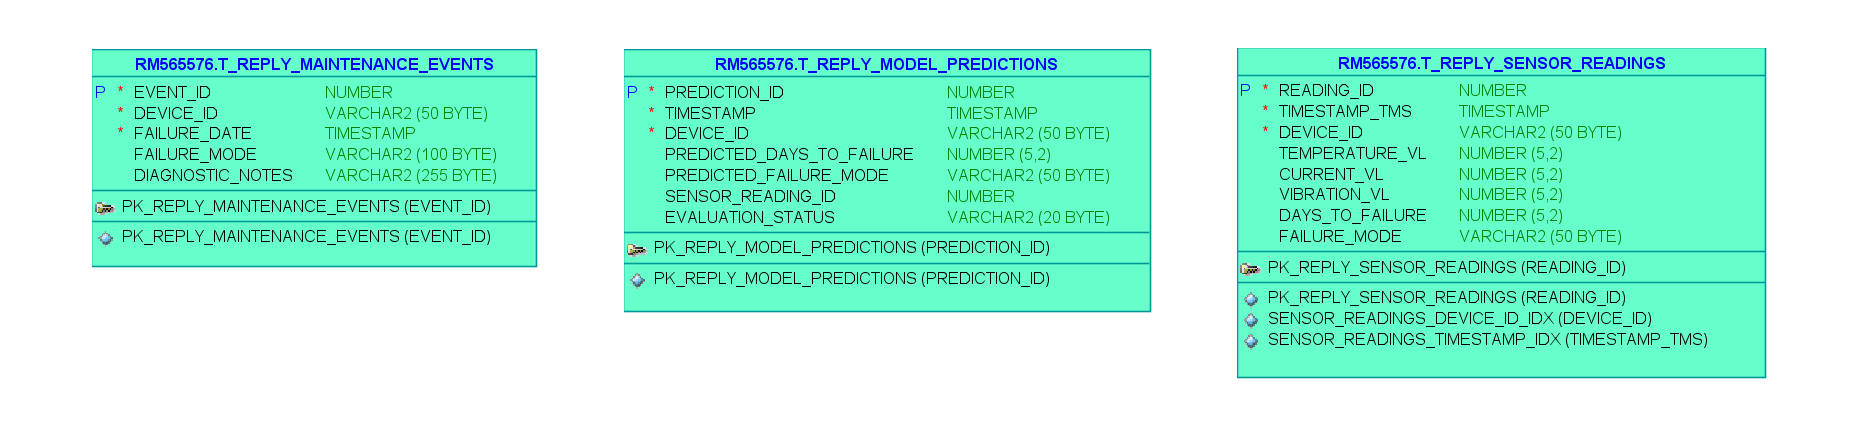 RM565576.T_REPLY_MAINTENANCE_EVENTS
P * EVENT_ID NUMBER
* DEVICE_ID VARCHAR2 (50 BYTE)
* FAILURE_DATE TIMESTAMP
FAILURE_MODE VARCHAR2 (100 BYTE)
DIAGNOSTIC_NOTES VARCHAR2 (255 BYTE)
PK_REPLY_MAINTENANCE_EVENTS (EVENT_ID)
PK_REPLY_MAINTENANCE_EVENTS (EVENT_ID)
RM565576.T_REPLY_MODEL_PREDICTIONS
P * PREDICTION_ID NUMBER
* TIMESTAMP TIMESTAMP
* DEVICE_ID VARCHAR2 (50 BYTE)
PREDICTED_DAYS_TO_FAILURE NUMBER (5,2)
PREDICTED_FAILURE_MODE VARCHAR2 (50 BYTE)
SENSOR_READING_ID NUMBER
EVALUATION_STATUS VARCHAR2 (20 BYTE)
PK_REPLY_MODEL_PREDICTIONS (PREDICTION_ID)
PK_REPLY_MODEL_PREDICTIONS (PREDICTION_ID)
RM565576.T_REPLY_SENSOR_READINGS
P * READING_ID NUMBER
* TIMESTAMP_TMS TIMESTAMP
* DEVICE_ID VARCHAR2 (50 BYTE)
TEMPERATURE_VL NUMBER (5,2)
CURRENT_VL NUMBER (5,2)
VIBRATION_VL NUMBER (5,2)
DAYS_TO_FAILURE NUMBER (5,2)
FAILURE_MODE VARCHAR2 (50 BYTE)
PK_REPLY_SENSOR_READINGS (READING_ID)
PK_REPLY_SENSOR_READINGS (READING_ID)
SENSOR_READINGS_DEVICE_ID_IDX (DEVICE_ID)
SENSOR_READINGS_TIMESTAMP_IDX (TIMESTAMP_TMS)